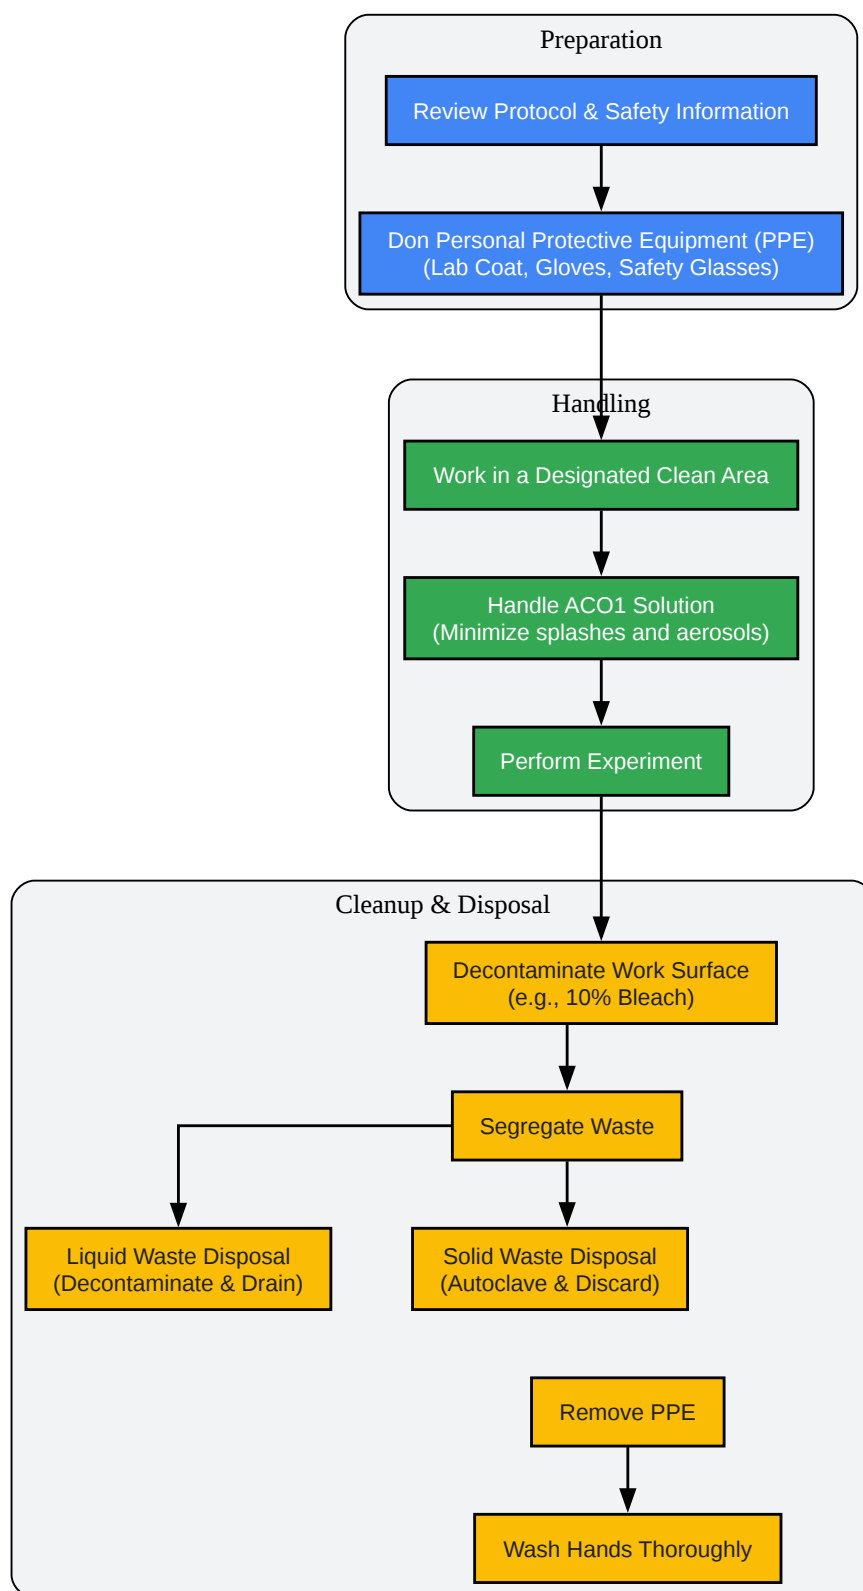 Preparation
Review Protocol & Safety Information
Don Personal Protective Equipment (PPE)
(Lab Coat, Gloves, Safety Glasses)
Handling
Work in a Designated Clean Area
Handle ACO1 Solution
(Minimize splashes and aerosols)
Perform Experiment
Cleanup & Disposal
Decontaminate Work Surface
(e.g., 10% Bleach)
Segregate Waste
Liquid Waste Disposal
(Decontaminate & Drain)
Solid Waste Disposal
(Autoclave & Discard)
Remove PPE
Wash Hands Thoroughly